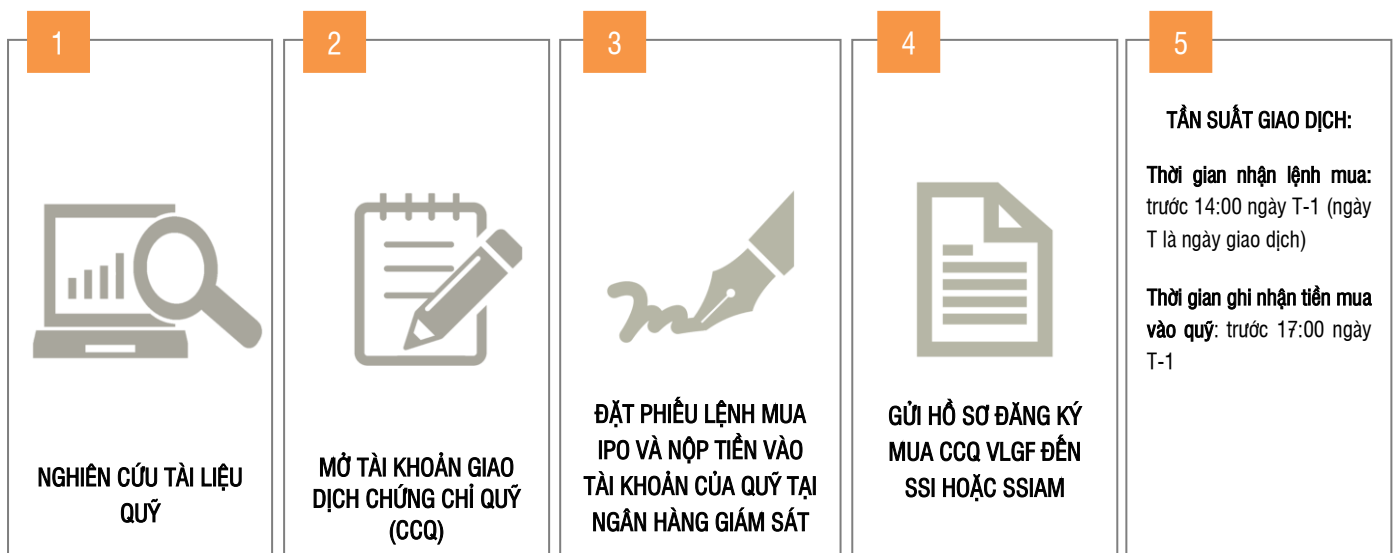 1
NGHIÊN CỨU TÀI LIỆU
QUỸ
2
MỞ TÀI KHOẢN GIAO
DỊCH CHỨNG CHỈ QUỸ
(CCQ)
3
ĐẶT PHIẾU LỆNH MUA
IPO VÀ NỘP TIỀN VÀO
TÀI KHOẢN CỦA QUỸ TẠI
NGÂN HÀNG GIÁM SÁT
4
GỬI HỒ SƠ ĐĂNG KÝ
MUA CCQ VLGF ĐẾN
SSI HOẶC SSIAM
5
TẦN SUẤT GIAO DỊCH:
Thời gian nhận lệnh mua:
trước 14:00 ngày T-1 (ngày
T là ngày giao dịch)
Thời gian ghi nhận tiền mua
vào quỹ: trước 17:00 ngày
T-1